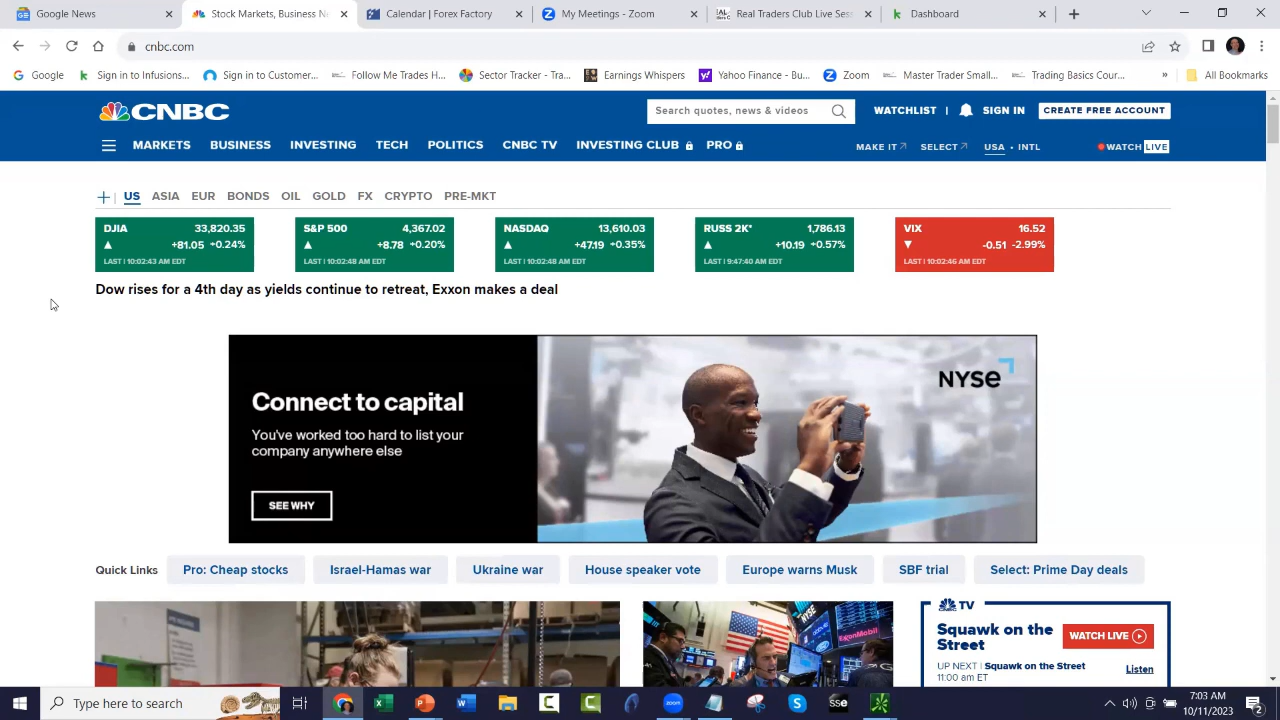 Google News
Stock Markets, Business Ne
Calendar | Forex Factory
My Meetings - Zoom
Real Traders Club Live Sess
Dashboard
cnbc.com
Google
Sign in to Infusions...
Sign in to Customer...
Follow Me Trades H...
Sector Tracker - Tra...
Earnings Whispers
Yahoo Finance - Bu...
Zoom
Master Trader Small...
Trading Basics Cour...
»
All Bookmarks
CNBC
Search quotes, news & videos
WATCHLIST |
SIGN IN
CREATE FREE ACCOUNT
MARKETS
BUSINESS
INVESTING
TECH
POLITICS
CNBC TV
INVESTING CLUB
PRO
MAKE IT
SELECT
USA • INTL
WATCH LIVE
US
ASIA
EUR
BONDS
OIL
GOLD
FX
CRYPTO
PRE-MKT
DJIA 33,820.35
+81.05 +0.24%
LAST | 10:02:43 AM EDT
S&P 500 4,367.02
+8.78 +0.20%
LAST | 10:02:48 AM EDT
NASDAQ 13,610.03
+47.19 +0.35%
LAST | 10:02:48 AM EDT
RUSS 2K* 1,786.13
+10.19 +0.57%
LAST | 9:47:40 AM EDT
VIX 16.52
-0.51 -2.99%
LAST | 10:02:46 AM EDT
Dow rises for a 4th day as yields continue to retreat, Exxon makes a deal
Connect to capital
You've worked too hard to list your
company anywhere else
SEE WHY
NYSE
Quick Links
Pro: Cheap stocks
Israel-Hamas war
Ukraine war
House speaker vote
Europe warns Musk
SBF trial
Select: Prime Day deals
NYSE
ExxonMobil
TV
Squawk on the
Street
WATCH LIVE
UP NEXT | Squawk on the Street
11:00 am ET
Listen
Type here to search
zoom
SSe
7:03 AM
10/11/2023
2